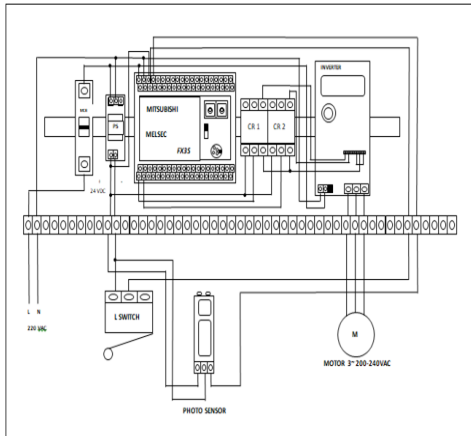 INVERTER
MCB
MITSUBISHI
PS
MELSEC
CR 1 CR 2
FX3S
24 VDC
L N
L SWITCH
220 VAC
M
MOTOR 3~ 200-240VAC
PHOTO SENSOR